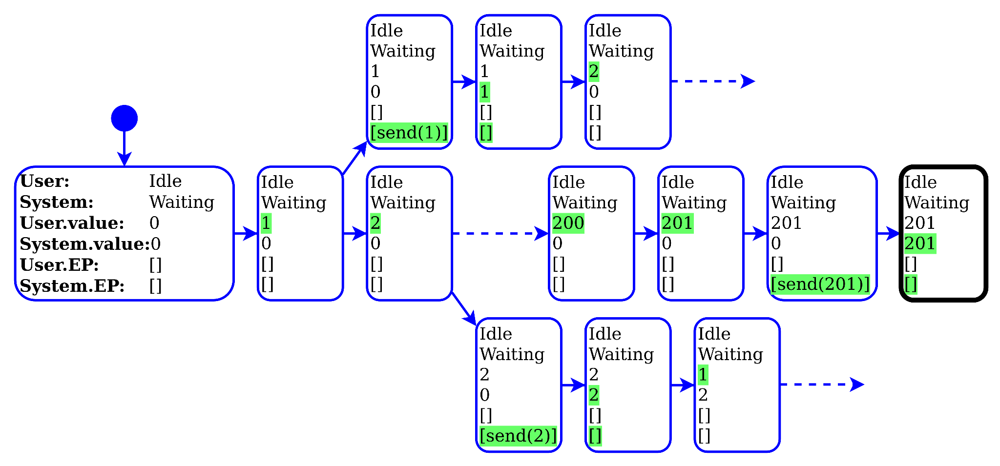 Idle
Waiting
1
0
[]
[send(1)]
Idle
Waiting
1
1
[]
[]
Idle
Waiting
2
0
[]
[]
User: Idle
System: Waiting
User.value: 0
System.value:0
User.EP: []
System.EP: []
Idle
Waiting
1
0
[]
[]
Idle
Waiting
2
0
[]
[]
Idle
Waiting
200
0
[]
[]
Idle
Waiting
201
0
[]
[]
Idle
Waiting
201
0
[]
[send(201)]
Idle
Waiting
201
201
[]
[]
Idle
Waiting
2
0
[]
[send(2)]
Idle
Waiting
2
2
[]
[]
Idle
Waiting
1
2
[]
[]